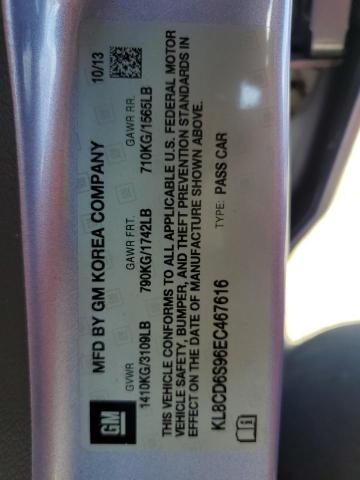 MFD BY GM KOREA COMPANY 10/13
GVWR GAWR FRT. GAWR RR.
1410KG/3109LB 790KG/1742LB 710KG/1565LB
THIS VEHICLE CONFORMS TO ALL APPLICABLE U.S. FEDERAL MOTOR
VEHICLE SAFETY, BUMPER, AND THEFT PREVENTION STANDARDS IN
EFFECT ON THE DATE OF MANUFACTURE SHOWN ABOVE.
KL8CD6S96EC467616 TYPE: PASS CAR
GM